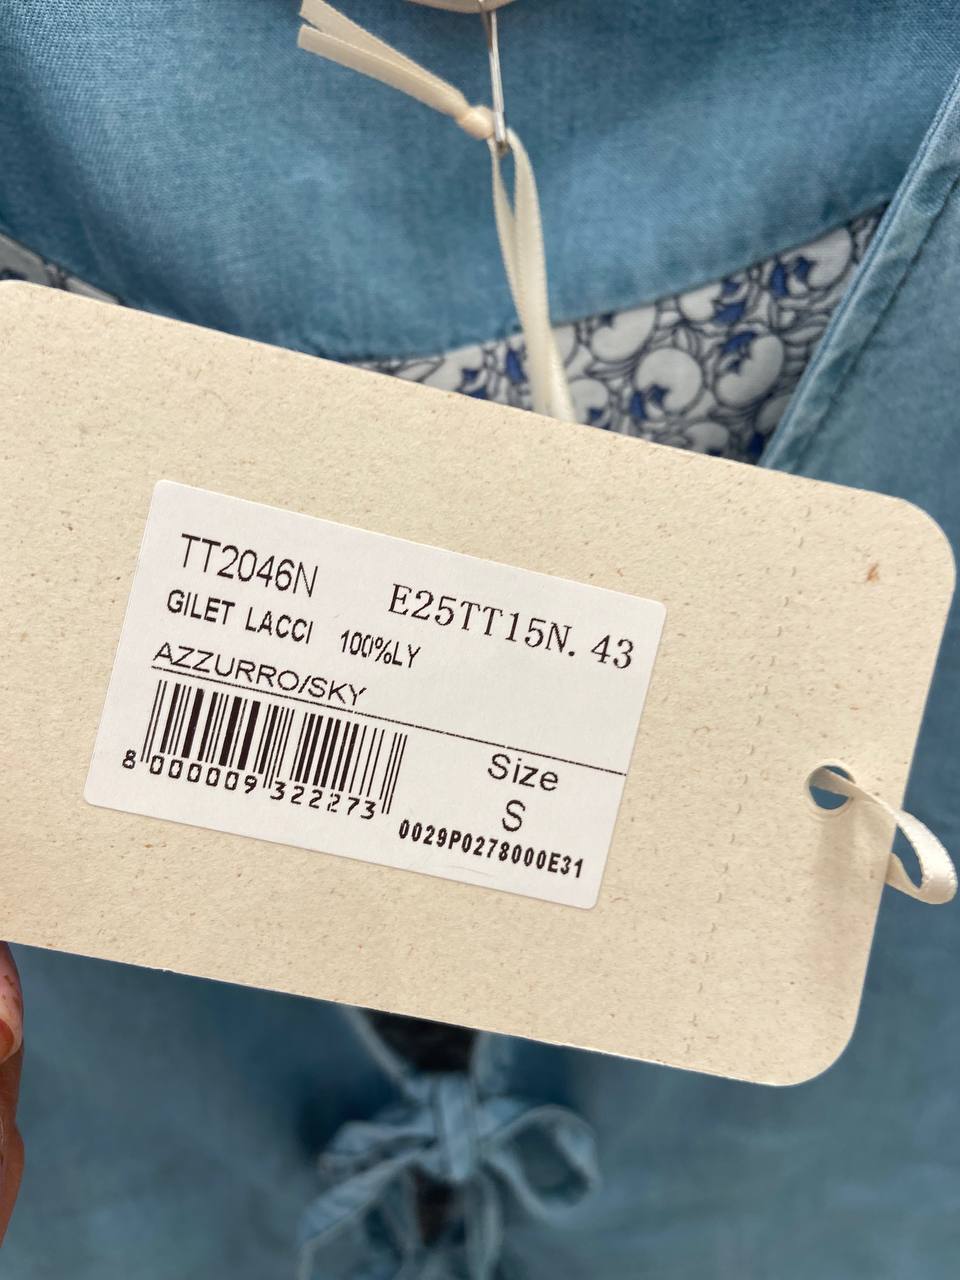 TT2046N
E25TT15N. 43
GILET LACCI 100%LY
AZZURRO/SKY
Size
S
8 000009 322273
0029P0278000E31